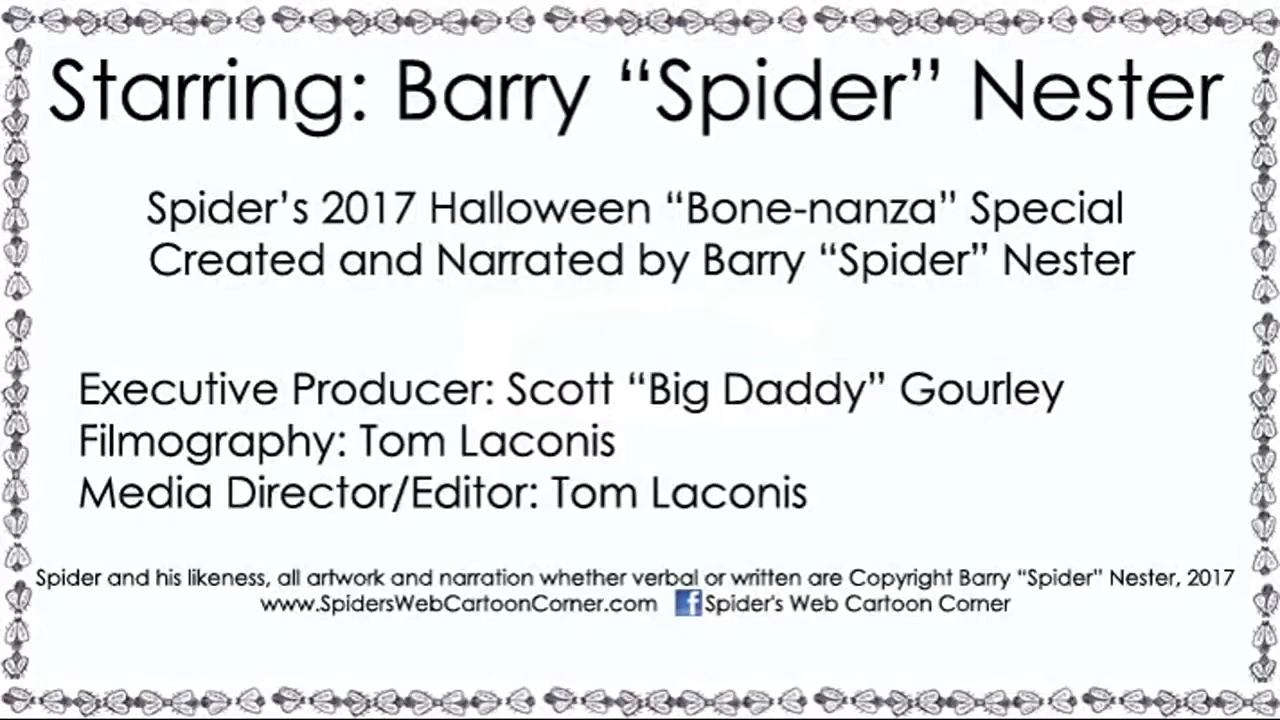 Starring: Barry “Spider” Nester
Spider’s 2017 Halloween “Bone-nanza” Special
Created and Narrated by Barry “Spider” Nester
Executive Producer: Scott “Big Daddy” Gourley
Filmography: Tom Laconis
Media Director/Editor: Tom Laconis
Spider and his likeness, all artwork and narration whether verbal or written are Copyright Barry “Spider” Nester, 2017
www.SpidersWebCartoonCorner.com f Spider's Web Cartoon Corner